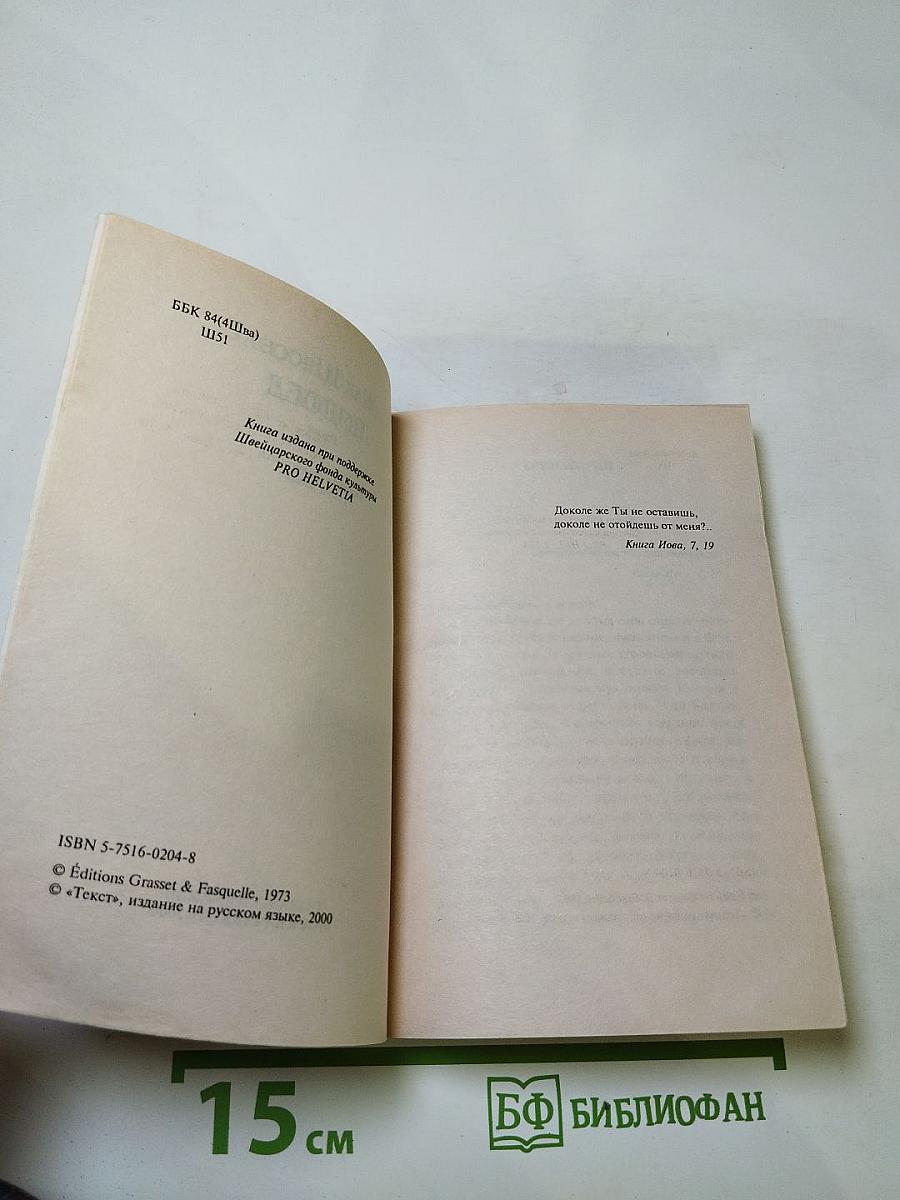 ББК 84(4Шва)
Ш51
Книга издана при поддержке
Швейцарского фонда культуры
PRO HELVETIA
ISBN 5-7516-0204-8
© Éditions Grasset & Fasquelle, 1973
© «Текст», издание на русском языке, 2000
Доколе же Ты не оставишь,
доколе не отойдешь от меня?..
Книга Иова, 7, 19
15 см
БФ БИБЛИОФАН